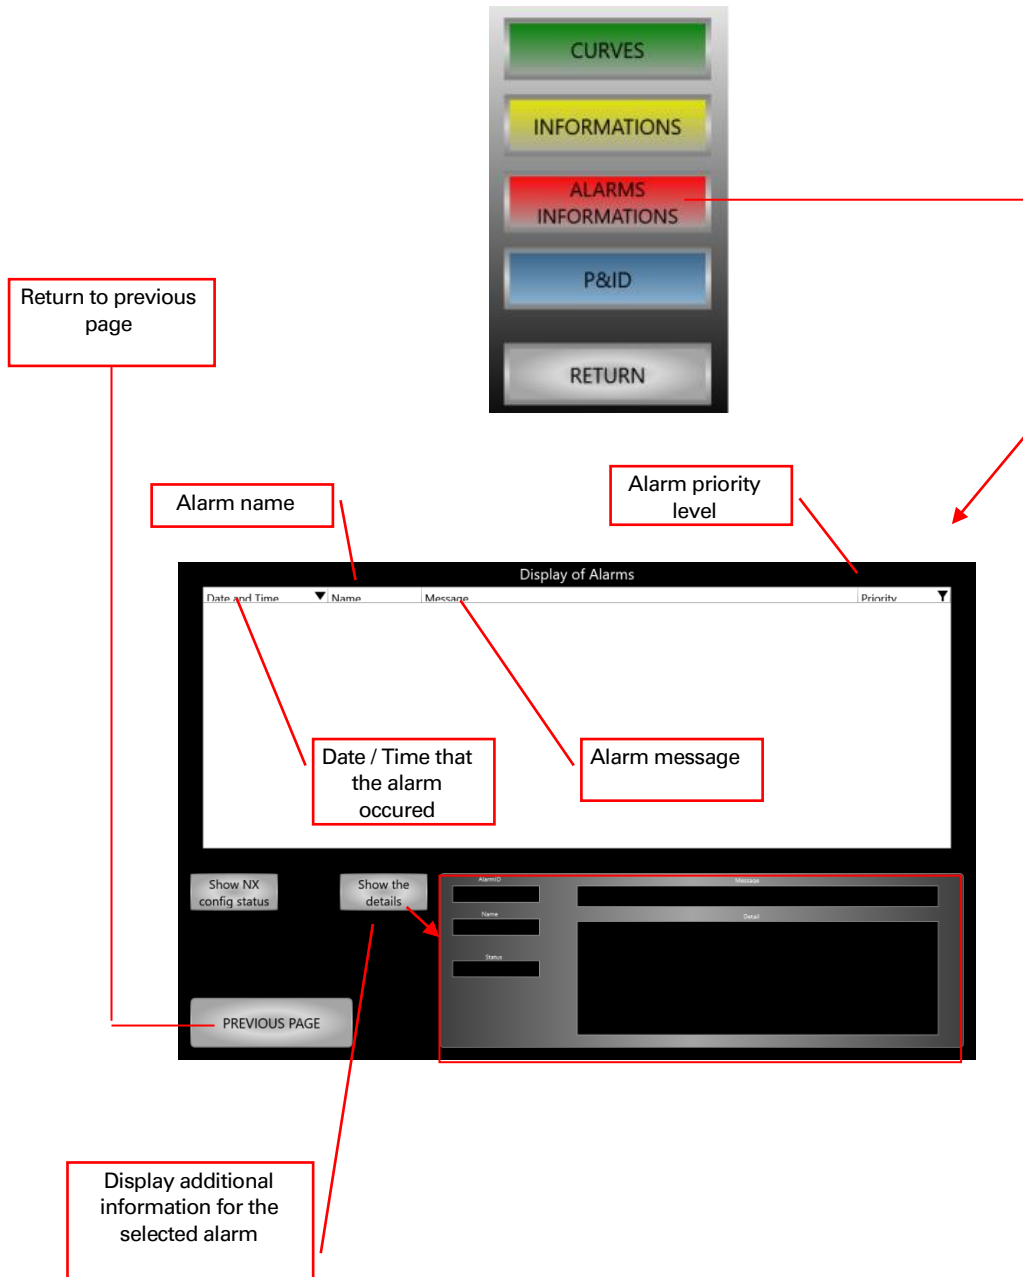 CURVES
INFORMATIONS
ALARMS
INFORMATIONS
P&ID
RETURN
Return to previous
page
Alarm name
Alarm priority
level
Display of Alarms
Date and Time
Name
Message
Priority
Date / Time that
the alarm
occured
Alarm message
Show NX
config status
Show the
details
AlarmID
Name
Status
Message
Detail
PREVIOUS PAGE
Display additional
information for the
selected alarm